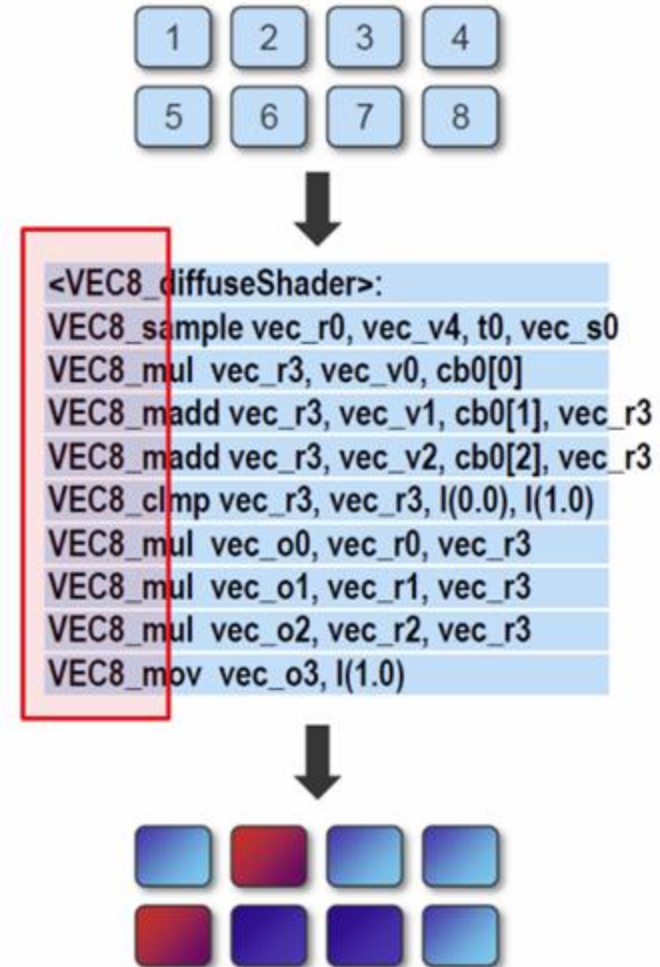 1 2 3 4
5 6 7 8
<VEC8_diffuseShader>:
VEC8_sample vec_r0, vec_v4, t0, vec_s0
VEC8_mul vec_r3, vec_v0, cb0[0]
VEC8_madd vec_r3, vec_v1, cb0[1], vec_r3
VEC8_madd vec_r3, vec_v2, cb0[2], vec_r3
VEC8_clmp vec_r3, vec_r3, l(0.0), l(1.0)
VEC8_mul vec_o0, vec_r0, vec_r3
VEC8_mul vec_o1, vec_r1, vec_r3
VEC8_mul vec_o2, vec_r2, vec_r3
VEC8_mov vec_o3, l(1.0)